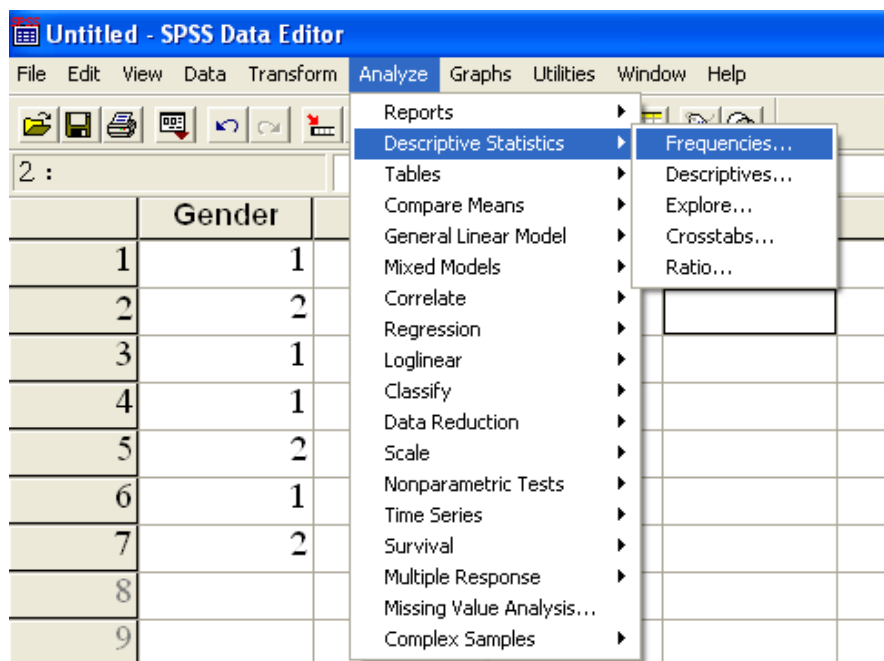 Untitled - SPSS Data Editor
File Edit View Data Transform Analyze Graphs Utilities Window Help
2 :
Gender
1 1
2 2
3 1
4 1
5 2
6 1
7 2
8
9
Reports
Descriptive Statistics
Tables
Compare Means
General Linear Model
Mixed Models
Correlate
Regression
Loglinear
Classify
Data Reduction
Scale
Nonparametric Tests
Time Series
Survival
Multiple Response
Missing Value Analysis...
Complex Samples
Frequencies...
Descriptives...
Explore...
Crosstabs...
Ratio...